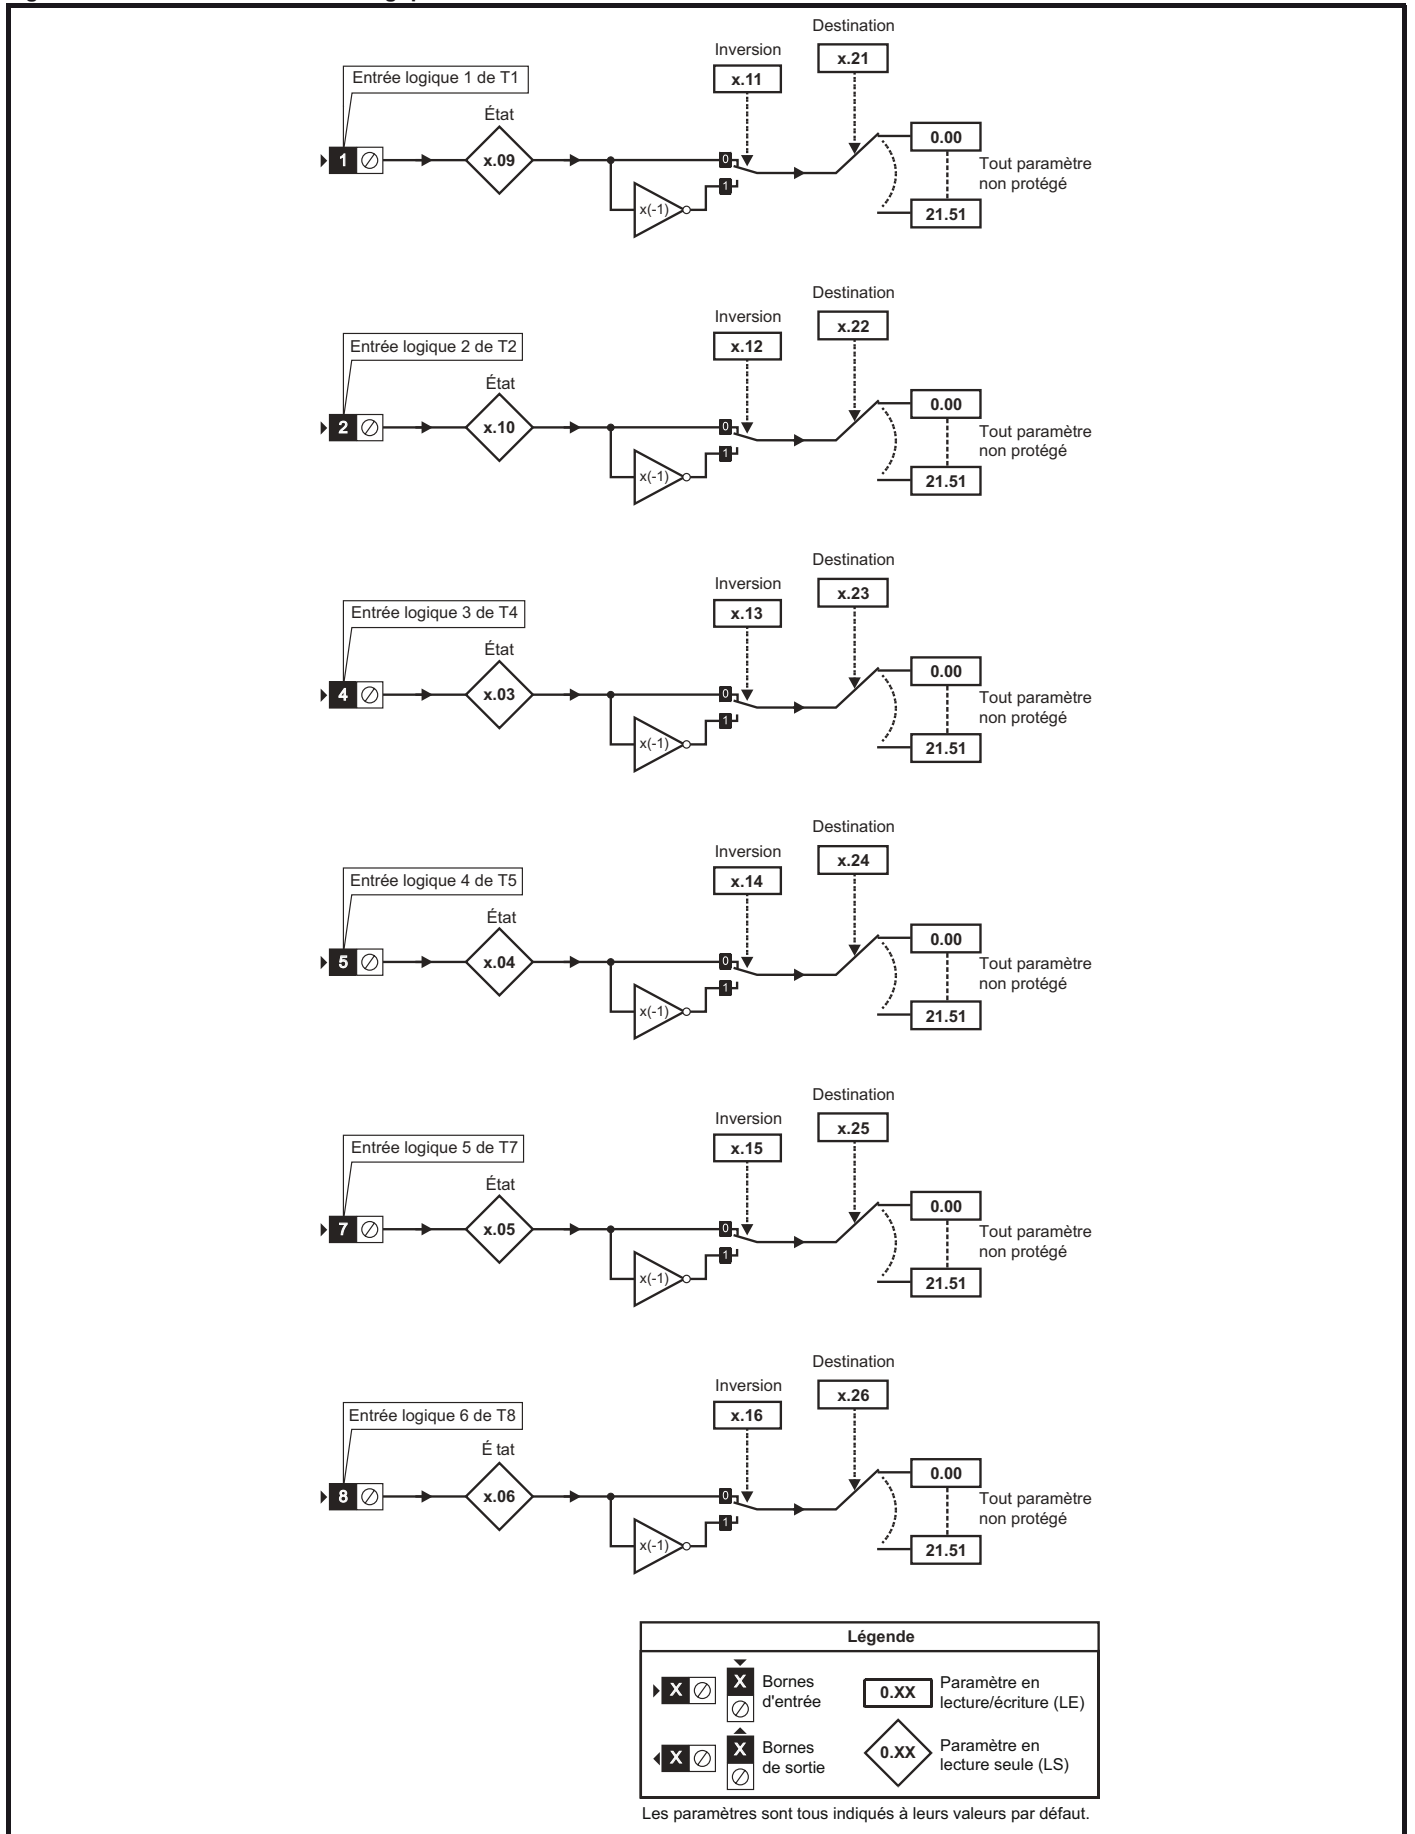 Destination
Inversion
x.21
Entrée logique 1 de T1
x.11
État
0.00
1
x.09
0
Tout paramètre
non protégé
1
x(-1)
21.51
Destination
Inversion
x.22
Entrée logique 2 de T2
x.12
État
0.00
2
x.10
0
Tout paramètre
non protégé
1
x(-1)
21.51
Destination
Inversion
x.23
Entrée logique 3 de T4
x.13
État
0.00
4
x.03
0
Tout paramètre
non protégé
1
x(-1)
21.51
Destination
Inversion
x.24
Entrée logique 4 de T5
x.14
État
0.00
5
x.04
0
Tout paramètre
non protégé
1
x(-1)
21.51
Destination
Inversion
x.25
Entrée logique 5 de T7
x.15
État
0.00
7
x.05
0
Tout paramètre
non protégé
1
x(-1)
21.51
Destination
Inversion
x.26
Entrée logique 6 de T8
x.16
É tat
0.00
8
x.06
0
Tout paramètre
non protégé
1
x(-1)
21.51
Légende
X
X
Bornes
d'entrée
0.XX
Paramètre en
lecture/écriture (LE)
X
X
Bornes
de sortie
0.XX
Paramètre en
lecture seule (LS)
Les paramètres sont tous indiqués à leurs valeurs par défaut.